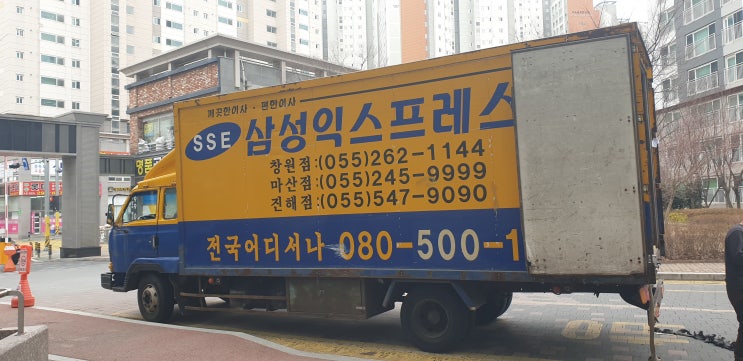 깨끗한이사·편한이사
SSE 삼성익스프레스
창원점:(055)262-1144
마산점:(055)245-9999
진해점:(055)547-9090
전국어디서나 080-500-1